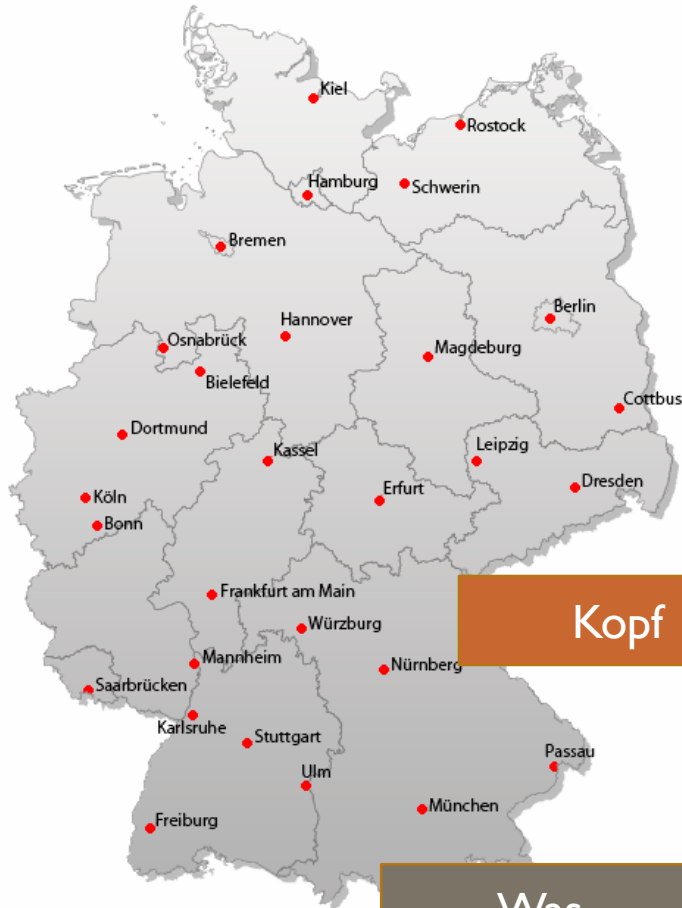 Kiel
Rostock
Hamburg
Schwerin
Bremen
Berlin
Hannover
Osnabrück
Magdeburg
Bielefeld
Cottbus
Dortmund
Kassel
Leipzig
Dresden
Erfurt
Köln
Bonn
Frankfurt am Main
Kopf
Würzburg
Mannheim
Nürnberg
Saarbrücken
Karlsruhe
Stuttgart
Passau
Ulm
München
Freiburg
Was